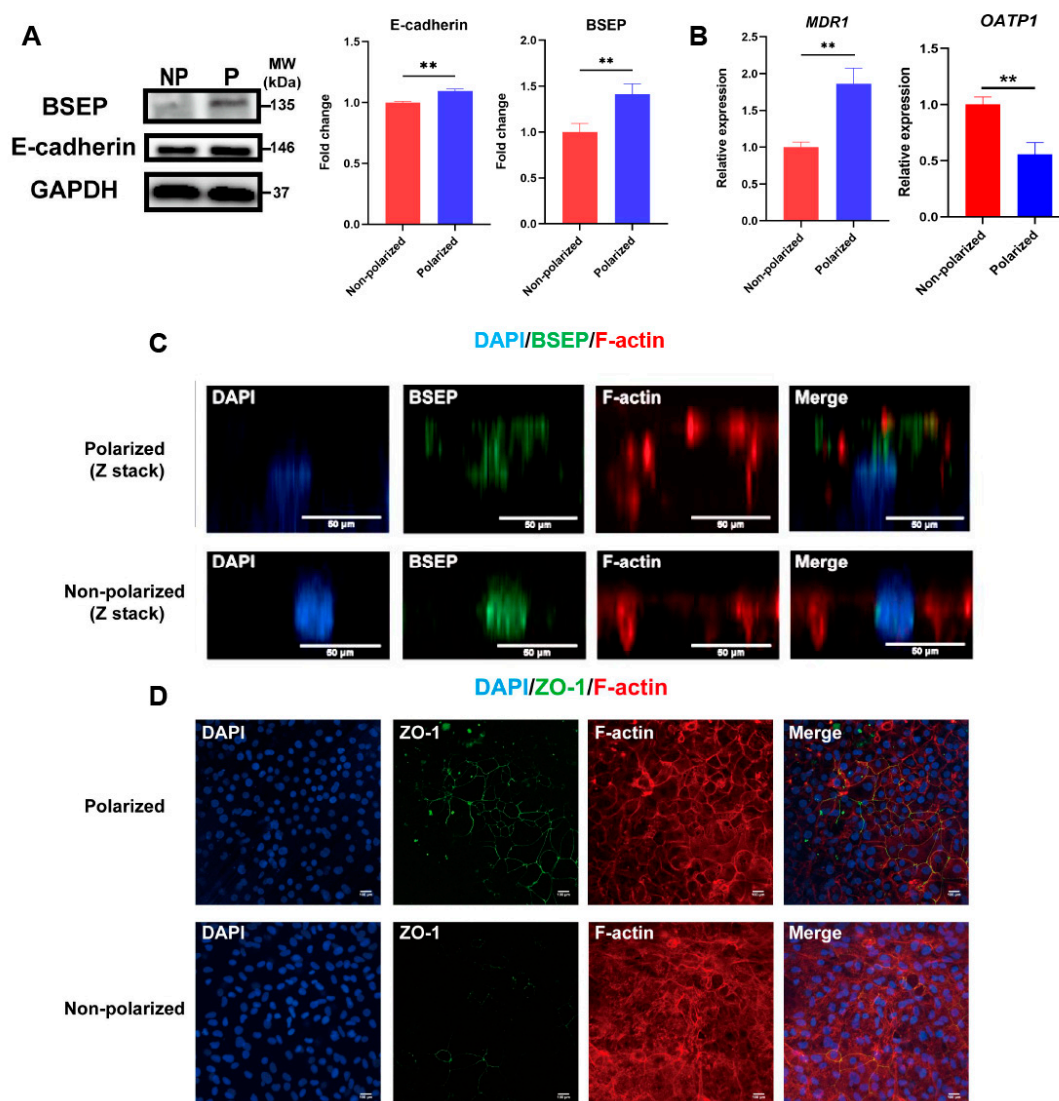 A
NP P MW
(kDa)
BSEP 135
E-cadherin 146
GAPDH 37
E-cadherin
**
Fold change
1.5
1.0
0.5
0.0
Non-polarized
Polarized
BSEP
**
Fold change
2.0
1.5
1.0
0.5
0.0
Non-polarized
Polarized
B
MDR1
**
Relative expression
2.5
2.0
1.5
1.0
0.5
0.0
Non-polarized
Polarized
OATP1
**
Relative expression
1.5
1.0
0.5
0.0
Non-polarized
Polarized
C
DAPI/BSEP/F-actin
Polarized
(Z stack)
DAPI BSEP F-actin Merge
50 µm 50 µm 50 µm 50 µm
Non-polarized
(Z stack)
DAPI BSEP F-actin Merge
50 µm 50 µm 50 µm 50 µm
D
DAPI/ZO-1/F-actin
Polarized
DAPI ZO-1 F-actin Merge
Non-polarized
DAPI ZO-1 F-actin Merge